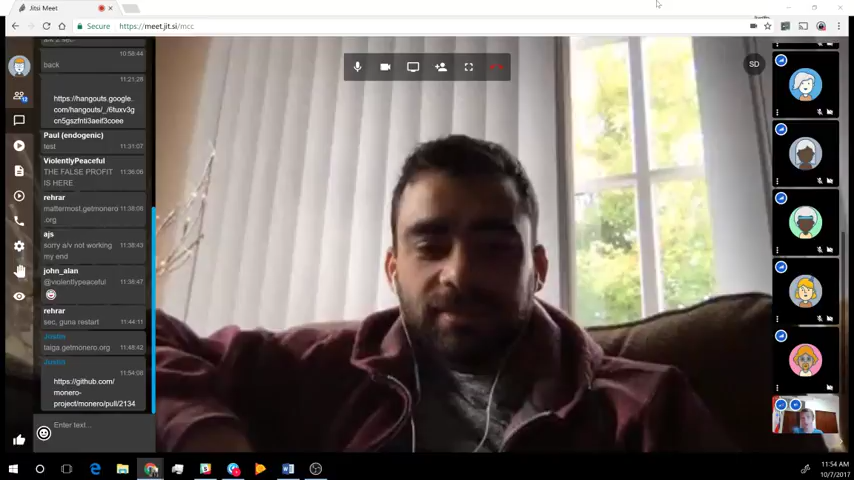 Jitsi Meet
Secure
https://meet.jit.si/mcc
10:58:44
back
11:21:29
https://hangouts.google.
com/hangouts/_/6tuxv3g
cn5gszfnti3aeif3coee
Paul (endogenic)
test
11:31:07
ViolentlyPeaceful
THE FALSE PROFIT
IS HERE
11:36:06
rehrar
mattermost.getmonero
.org
11:38:06
ajs
sorry a/v not working
my end
11:38:43
john_alan
@violentlypeaceful
11:38:47
rehrar
sec, guna restart
11:44:11
taiga.getmonero.org
11:48:42
11:54:08
https://github.com/
monero-
project/monero/pull/2134
Enter text...
SD
11:54 AM
10/7/2017